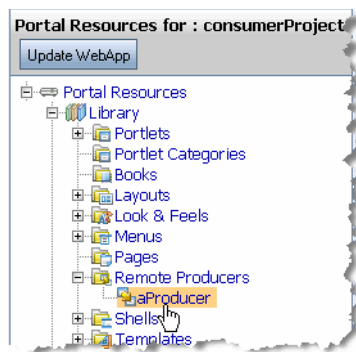 Portal Resources for : consumerProject
Update WebApp
Portal Resources
Library
Portlets
Portlet Categories
Books
Layouts
Look & Feels
Menus
Pages
Remote Producers
aProducer
Shells
Templates